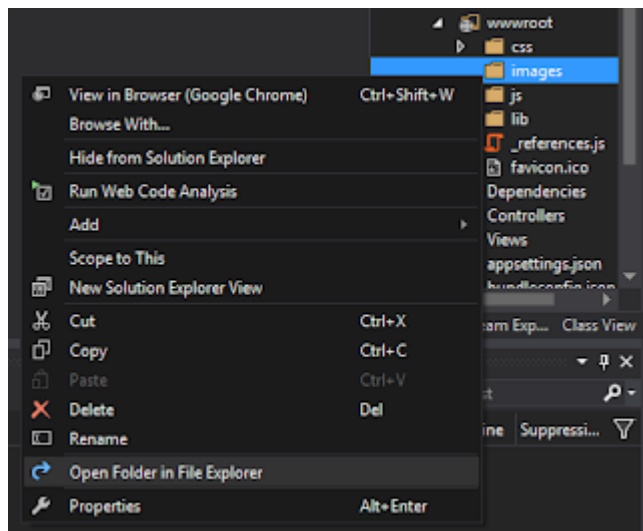 wwwroot
css
images
js
lib
_references.js
favicon.ico
Dependencies
Controllers
Views
appsettings.json
bundleconfig.json
View in Browser (Google Chrome) Ctrl+Shift+W
Browse With...
Hide from Solution Explorer
Run Web Code Analysis
Add
Scope to This
New Solution Explorer View
Cut Ctrl+X
Copy Ctrl+C
Paste Ctrl+V
Delete Del
Rename
Open Folder in File Explorer
Properties Alt+Enter
Exp... Class View
Suppressi...